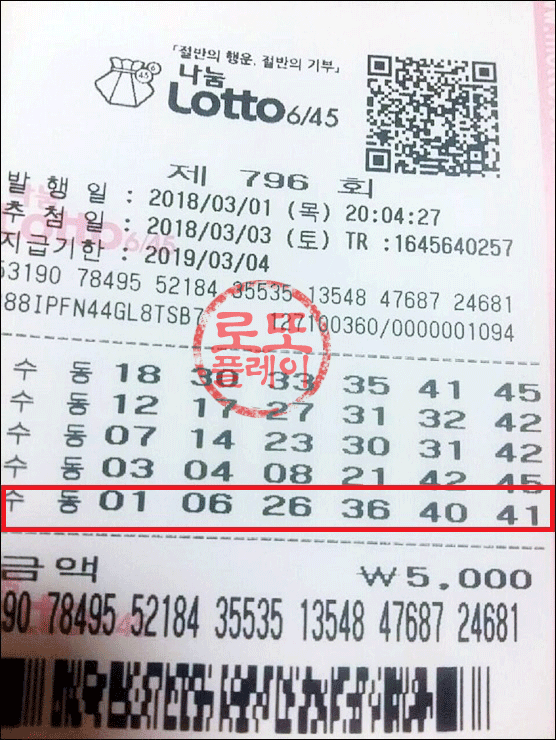 「절반의 행운, 절반의 기부」
나눔
Lotto 6/45
제 796 회
발 행 일 : 2018/03/01 (목) 20:04:27
추 첨 일 : 2018/03/03 (토) TR :1645640257
지급기한 : 2019/03/04
53190 78495 52184 35535 13548 47687 24681
88IPFN44GL8TSB7 127100360/0000001094
로또
플레이
수 동 18 30 33 35 41 45
수 동 12 17 27 31 32 42
수 동 07 14 23 30 31 42
수 동 03 04 08 21 42 45
수 동 01 06 26 36 40 41
금액 ₩5,000
90 78495 52184 35535 13548 47687 24681